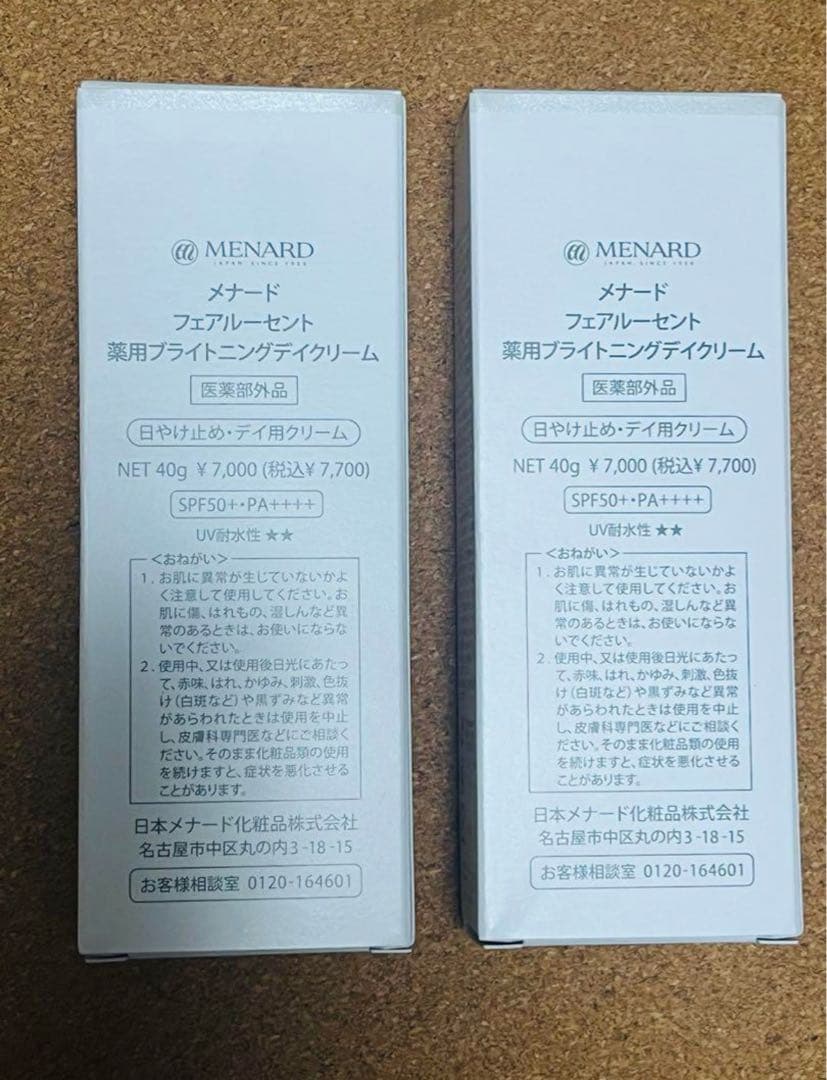 MENARD
JAPAN SINCE 1959
メナード
フェアルーセント
薬用ブライトニングデイクリーム
医薬部外品
日やけ止め・デイ用クリーム
NET 40g ¥7,000 (税込¥7,700)
SPF50+・PA++++
UV耐水性★★
<おねがい>
1. お肌に異常が生じていないかよ
く注意して使用してください。お
肌に傷、はれもの、湿しんなど異
常のあるときは、お使いにならな
いでください。
2. 使用中、又は使用後日光にあたっ
て、赤味、はれ、かゆみ、刺激、色抜
け(白斑など)や黒ずみなど異常
があらわれたときは使用を中止
し、皮膚科専門医などにご相談く
ださい。そのまま化粧品類の使用
を続けますと、症状を悪化させる
ことがあります。
日本メナード化粧品株式会社
名古屋市中区丸の内3-18-15
お客様相談室 0120-164601
MENARD
JAPAN SINCE 1959
メナード
フェアルーセント
薬用ブライトニングデイクリーム
医薬部外品
日やけ止め・デイ用クリーム
NET 40g ¥7,000 (税込¥7,700)
SPF50+・PA++++
UV耐水性★★
<おねがい>
1. お肌に異常が生じていないかよ
く注意して使用してください。お
肌に傷、はれもの、湿しんなど異
常のあるときは、お使いにならな
いでください。
2. 使用中、又は使用後日光にあたっ
て、赤味、はれ、かゆみ、刺激、色抜
け(白斑など)や黒ずみなど異常
があらわれたときは使用を中止
し、皮膚科専門医などにご相談く
ださい。そのまま化粧品類の使用
を続けますと、症状を悪化させる
ことがあります。
日本メナード化粧品株式会社
名古屋市中区丸の内3-18-15
お客様相談室 0120-164601